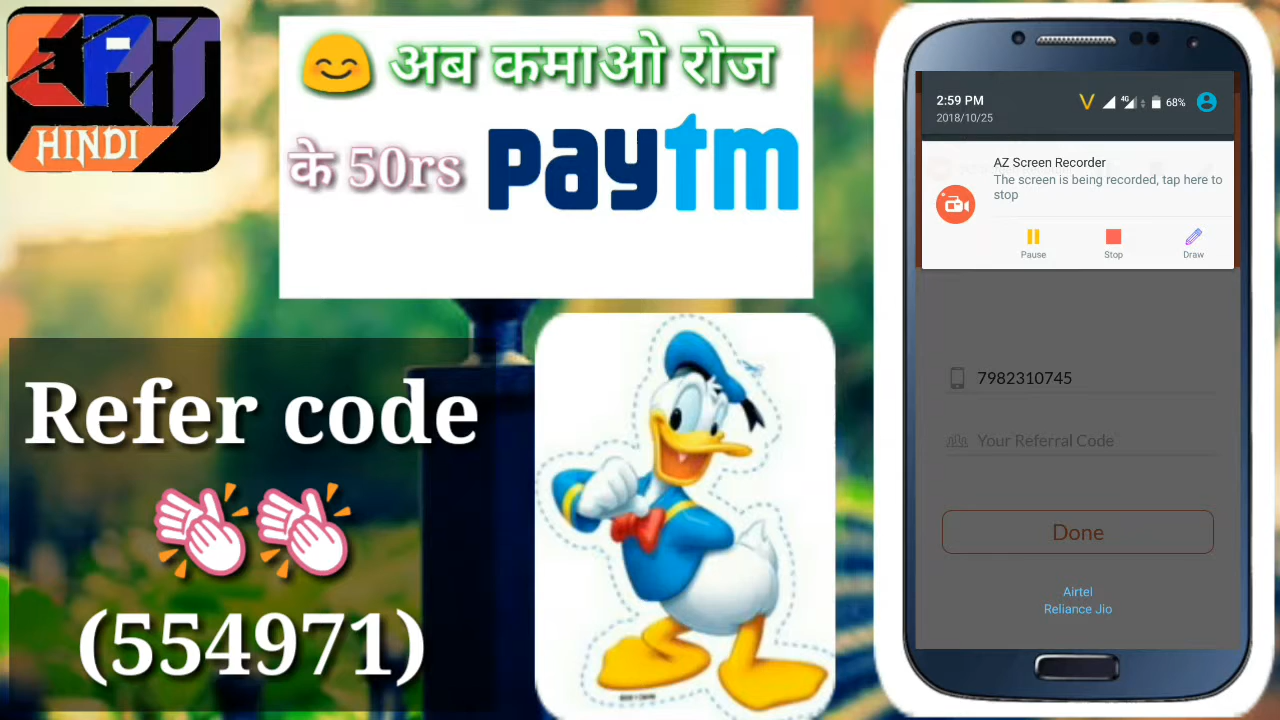 EAT
HINDI
😊 अब कमाओ रोज
के 50rs paytm
Refer code
👏👏
(554971)
2:59 PM
4G
68%
2018/10/25
AZ Screen Recorder
The screen is being recorded, tap here to
stop
Pause
Stop
Draw
7982310745
Your Referral Code
Done
Airtel
Reliance Jio